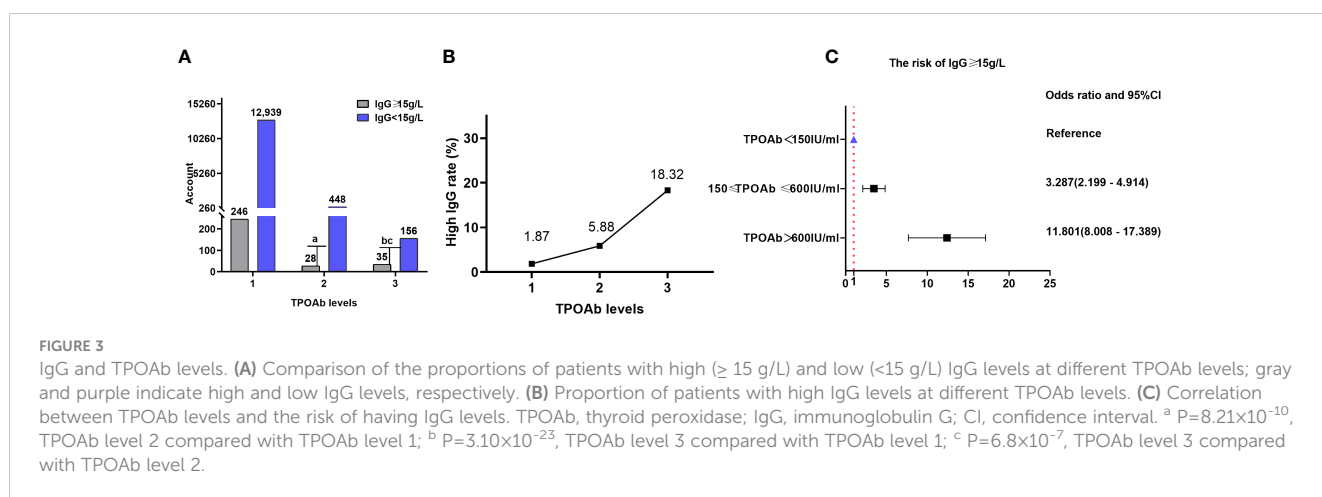 A
B
C
15260
10260
5260
260
200
100
0
Account
12,939
246
448
a
28
bc
35
156
IgG≥15g/L
IgG<15g/L
1
2
3
TPOAb levels
High IgG rate (%)
30
20
10
0
1.87
5.88
18.32
1
2
3
TPOAb levels
The risk of IgG≥15g/L
Odds ratio and 95%CI
TPOAb<150IU/ml
Reference
150≤TPOAb ≤600IU/ml
3.287(2.199 - 4.914)
TPOAb>600IU/ml
11.801(8.008 - 17.389)
0 1 5 10 15 20 25
FIGURE 3
IgG and TPOAb levels. (A) Comparison of the proportions of patients with high (≥ 15 g/L) and low (<15 g/L) IgG levels at different TPOAb levels; gray
and purple indicate high and low IgG levels, respectively. (B) Proportion of patients with high IgG levels at different TPOAb levels. (C) Correlation
between TPOAb levels and the risk of having IgG levels. TPOAb, thyroid peroxidase; IgG, immunoglobulin G; CI, confidence interval. ᵃ P=8.21×10⁻¹⁰,
TPOAb level 2 compared with TPOAb level 1; ᵇ P=3.10×10⁻²³, TPOAb level 3 compared with TPOAb level 1; ᶜ P=6.8×10⁻⁷, TPOAb level 3 compared
with TPOAb level 2.